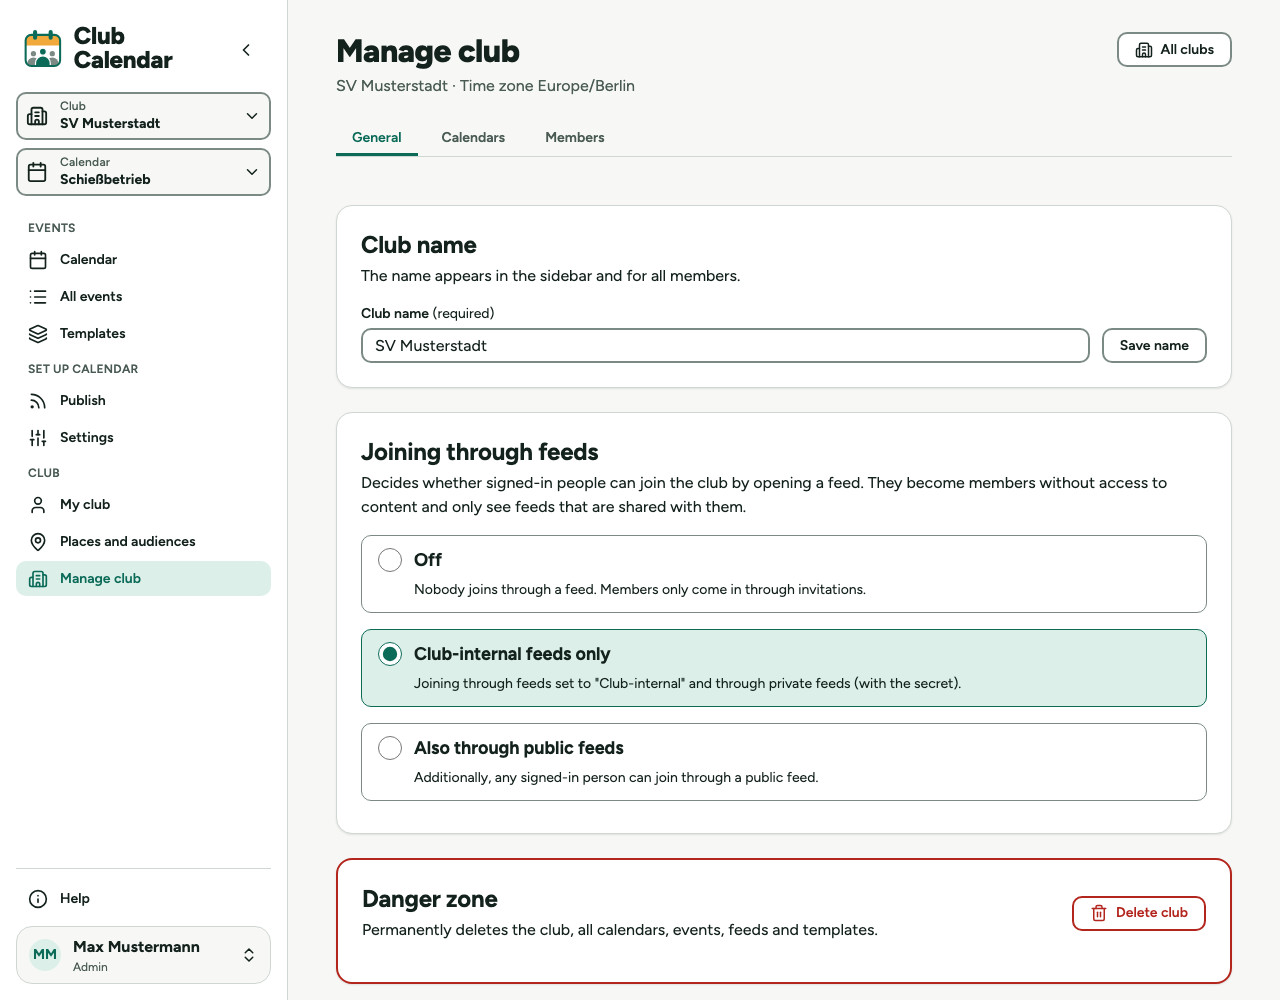 Club
Calendar
Club
SV Musterstadt
Calendar
Schießbetrieb
EVENTS
Calendar
All events
Templates
SET UP CALENDAR
Publish
Settings
CLUB
My club
Places and audiences
Manage club
Help
MM
Max Mustermann
Admin
Manage club
SV Musterstadt · Time zone Europe/Berlin
All clubs
General
Calendars
Members
Club name
The name appears in the sidebar and for all members.
Club name (required)
SV Musterstadt
Save name
Joining through feeds
Decides whether signed-in people can join the club by opening a feed. They become members without access to
content and only see feeds that are shared with them.
Off
Nobody joins through a feed. Members only come in through invitations.
Club-internal feeds only
Joining through feeds set to "Club-internal" and through private feeds (with the secret).
Also through public feeds
Additionally, any signed-in person can join through a public feed.
Danger zone
Permanently deletes the club, all calendars, events, feeds and templates.
Delete club